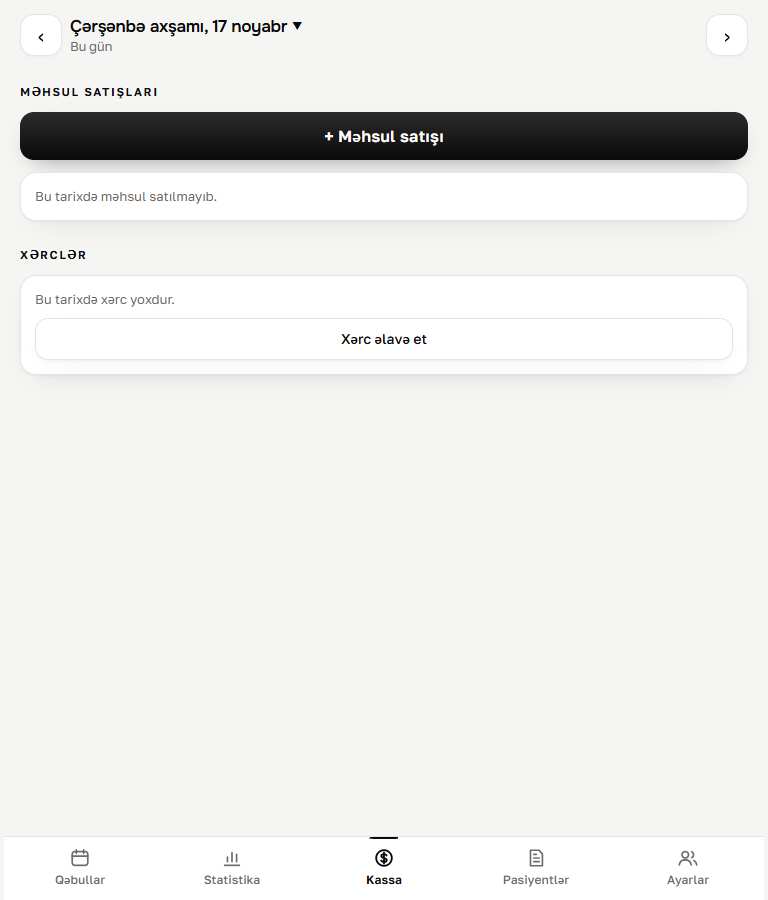 ‹
Çərşənbə axşamı, 17 noyabr ▼
Bu gün
›
MƏHSUL SATIŞLARI
+ Məhsul satışı
Bu tarixdə məhsul satılmayıb.
XƏRCLƏR
Bu tarixdə xərc yoxdur.
Xərc əlavə et
Qəbullar
Statistika
Kassa
Pasiyentlər
Ayarlar